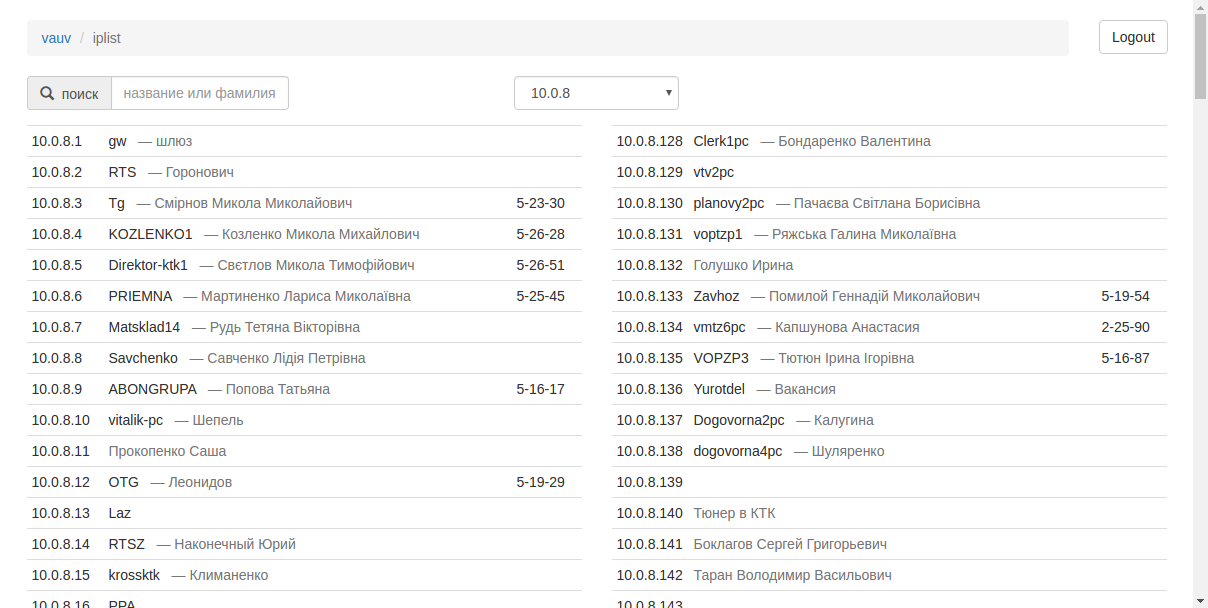 vauv / iplist
Logout
поиск название или фамилия
10.0.8
10.0.8.1 gw — шлюз
10.0.8.2 RTS — Горонович
10.0.8.3 Tg — Смірнов Микола Миколайович 5-23-30
10.0.8.4 KOZLENKO1 — Козленко Микола Михайлович 5-26-28
10.0.8.5 Direktor-ktk1 — Свєтлов Микола Тимофійович 5-26-51
10.0.8.6 PRIEMNA — Мартиненко Лариса Миколаївна 5-25-45
10.0.8.7 Matsklad14 — Рудь Тетяна Вікторівна
10.0.8.8 Savchenko — Савченко Лідія Петрівна
10.0.8.9 ABONGRUPA — Попова Татьяна 5-16-17
10.0.8.10 vitalik-pc — Шепель
10.0.8.11 Прокопенко Саша
10.0.8.12 OTG — Леонидов 5-19-29
10.0.8.13 Laz
10.0.8.14 RTSZ — Наконечный Юрий
10.0.8.15 krossktk — Климаненко
10.0.8.16 PPA
10.0.8.128 Clerk1pc — Бондаренко Валентина
10.0.8.129 vtv2pc
10.0.8.130 planovy2pc — Пачаєва Світлана Борисівна
10.0.8.131 voptzp1 — Ряжська Галина Миколаївна
10.0.8.132 Голушко Ирина
10.0.8.133 Zavhoz — Помилой Геннадій Миколайович 5-19-54
10.0.8.134 vmtz6pc — Капшунова Анастасия 2-25-90
10.0.8.135 VOPZP3 — Тютюн Ірина Ігорівна 5-16-87
10.0.8.136 Yurotdel — Вакансия
10.0.8.137 Dogovorna2pc — Калугина
10.0.8.138 dogovorna4pc — Шуляренко
10.0.8.139
10.0.8.140 Тюнер в КТК
10.0.8.141 Боклагов Сергей Григорьевич
10.0.8.142 Таран Володимир Васильович
10.0.8.143